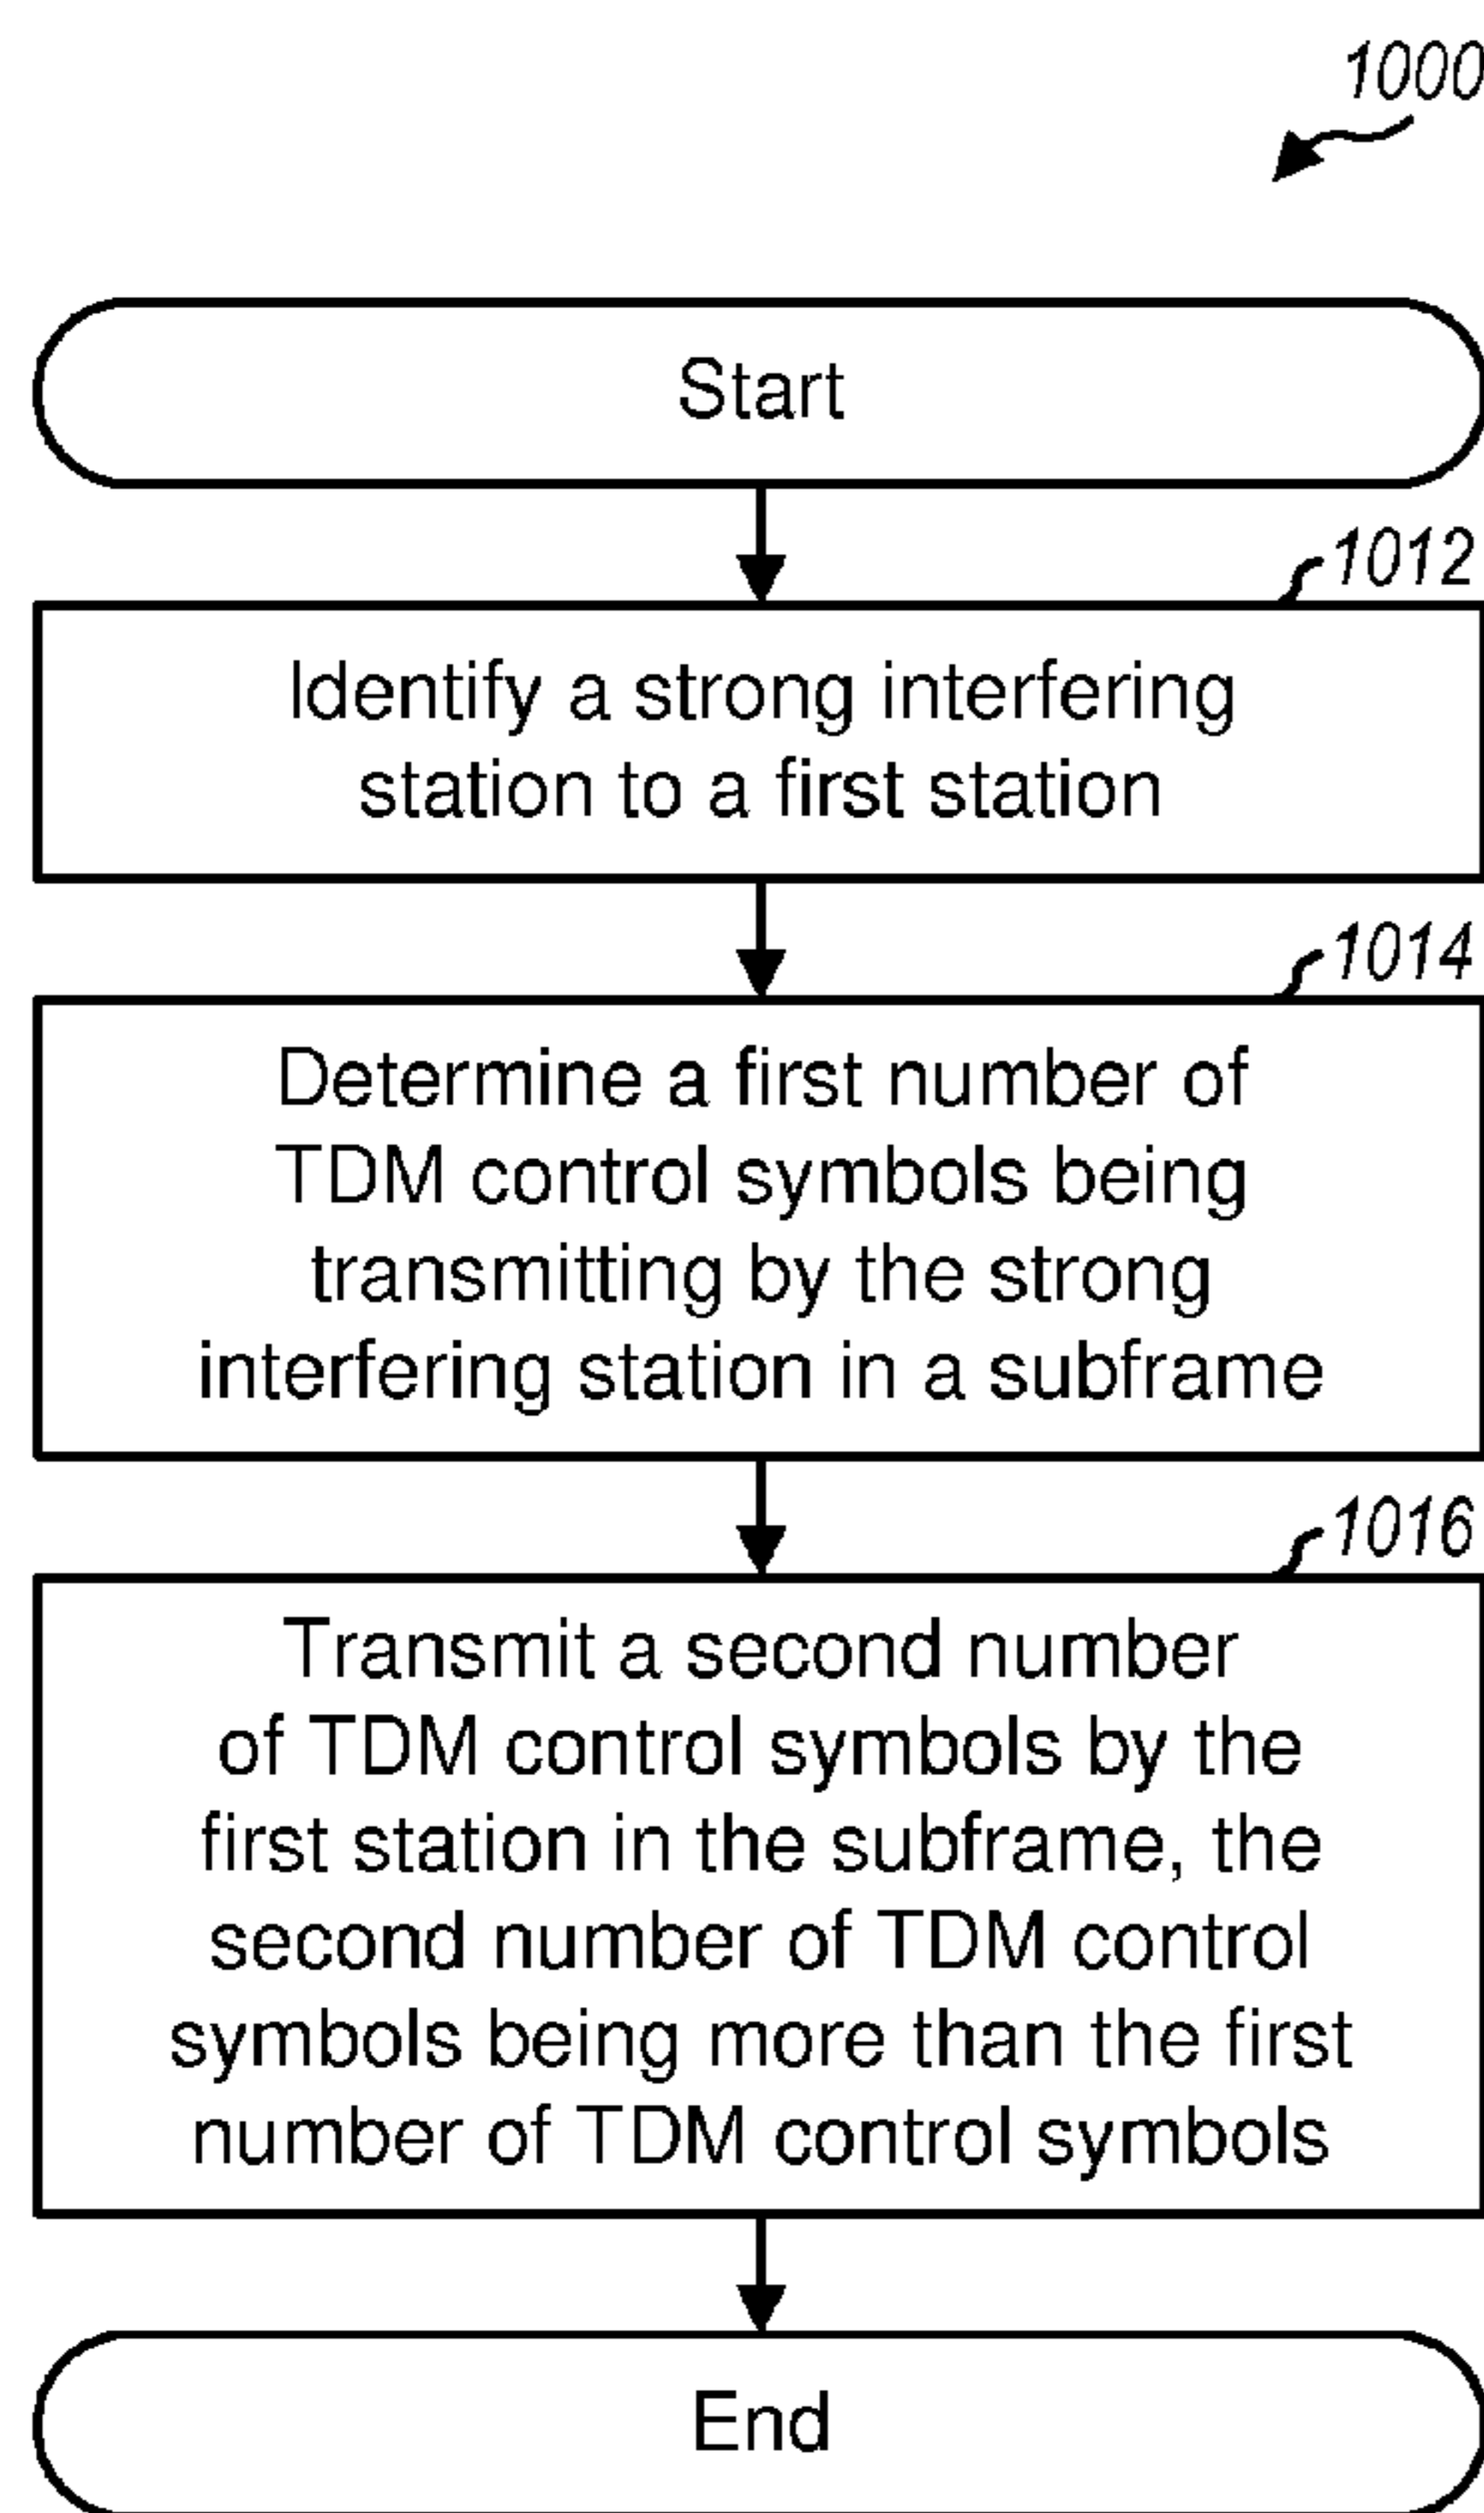 1000
Start
1012
Identify a strong interfering
station to a first station
1014
Determine a first number of
TDM control symbols being
transmitting by the strong
interfering station in a subframe
1016
Transmit a second number
of TDM control symbols by the
first station in the subframe, the
second number of TDM control
symbols being more than the first
number of TDM control symbols
End